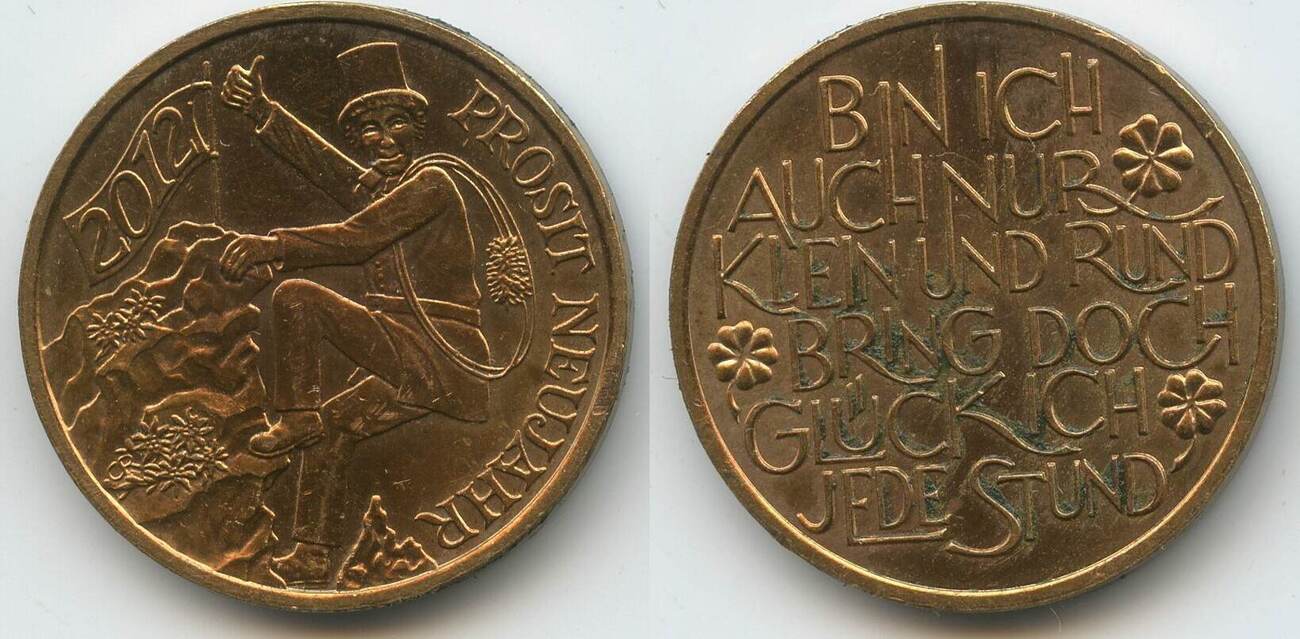 2012
PROSIT NEUJAHR
BIN ICH
AUCH NUR
KLEIN UND RUND
BRING DOCH
GLÜCK ICH
JEDE STUND